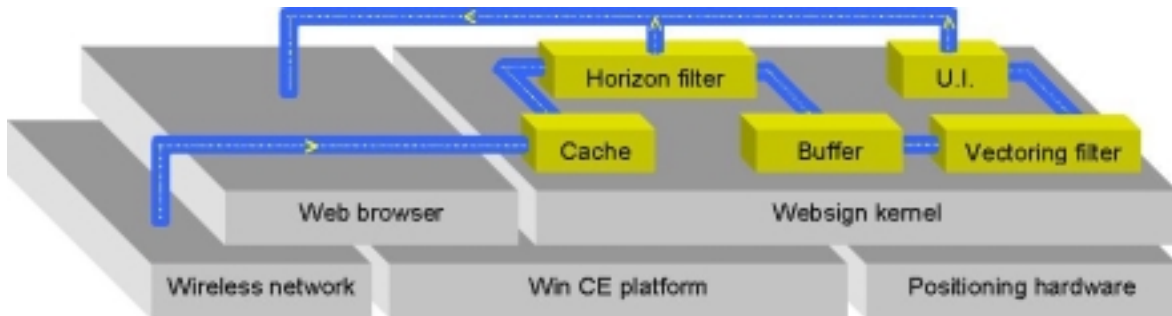 Horizon filter
U.I.
Cache
Buffer
Vectoring filter
Web browser
Websign kernel
Wireless network
Win CE platform
Positioning hardware